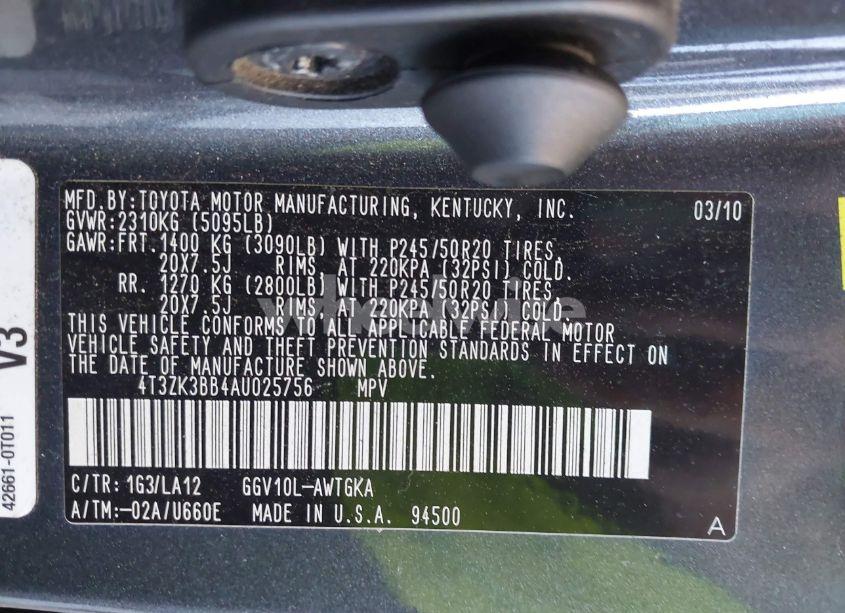 MFD.BY:TOYOTA MOTOR MANUFACTURING, KENTUCKY, INC. 03/10
GVWR:2310KG (5095LB)
GAWR:FRT. 1400 KG (3090LB) WITH P245/50R20 TIRES,
20X7.5J RIMS, AT 220KPA (32PSI) COLD.
RR. 1270 KG (2800LB) WITH P245/50R20 TIRES,
20X7.5J RIMS, AT 220KPA (32PSI) COLD.
THIS VEHICLE CONFORMS TO ALL APPLICABLE FEDERAL MOTOR
VEHICLE SAFETY AND THEFT PREVENTION STANDARDS IN EFFECT ON
THE DATE OF MANUFACTURE SHOWN ABOVE.
4T3ZK3BB4AU025756 MPV
C/TR: 1G3/LA12 GGV10L-AWTGKA
A/TM:-02A/U660E MADE IN U.S.A. 94500 A
V3
42661-0T011